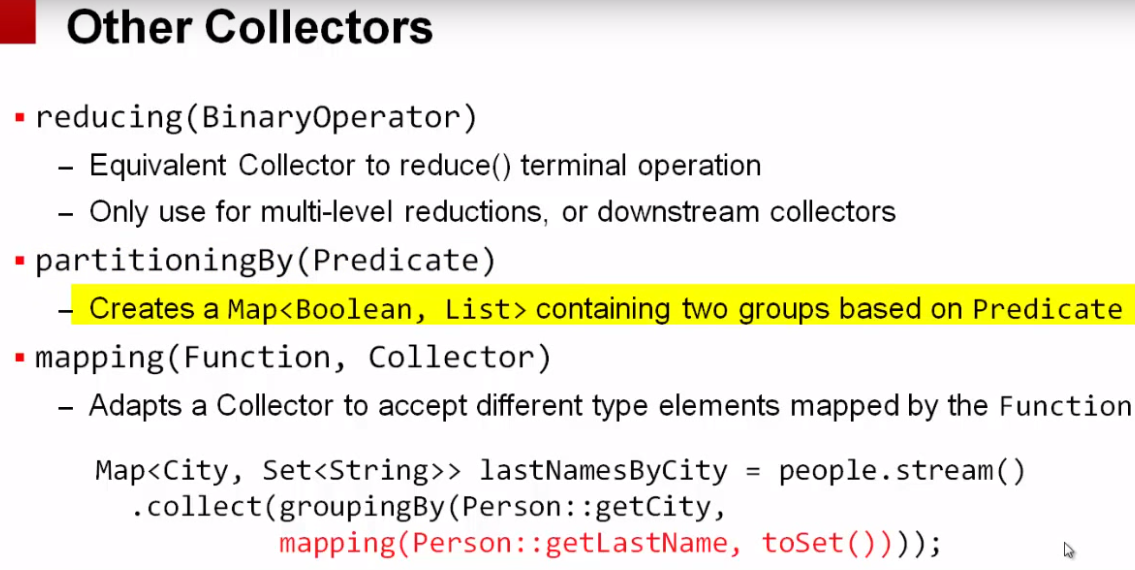 Other Collectors
▪ reducing(BinaryOperator)
– Equivalent Collector to reduce() terminal operation
– Only use for multi-level reductions, or downstream collectors
▪ partitioningBy(Predicate)
– Creates a Map<Boolean, List> containing two groups based on Predicate
▪ mapping(Function, Collector)
– Adapts a Collector to accept different type elements mapped by the Function
Map<City, Set<String>> lastNamesByCity = people.stream()
.collect(groupingBy(Person::getCity,
mapping(Person::getLastName, toSet())));